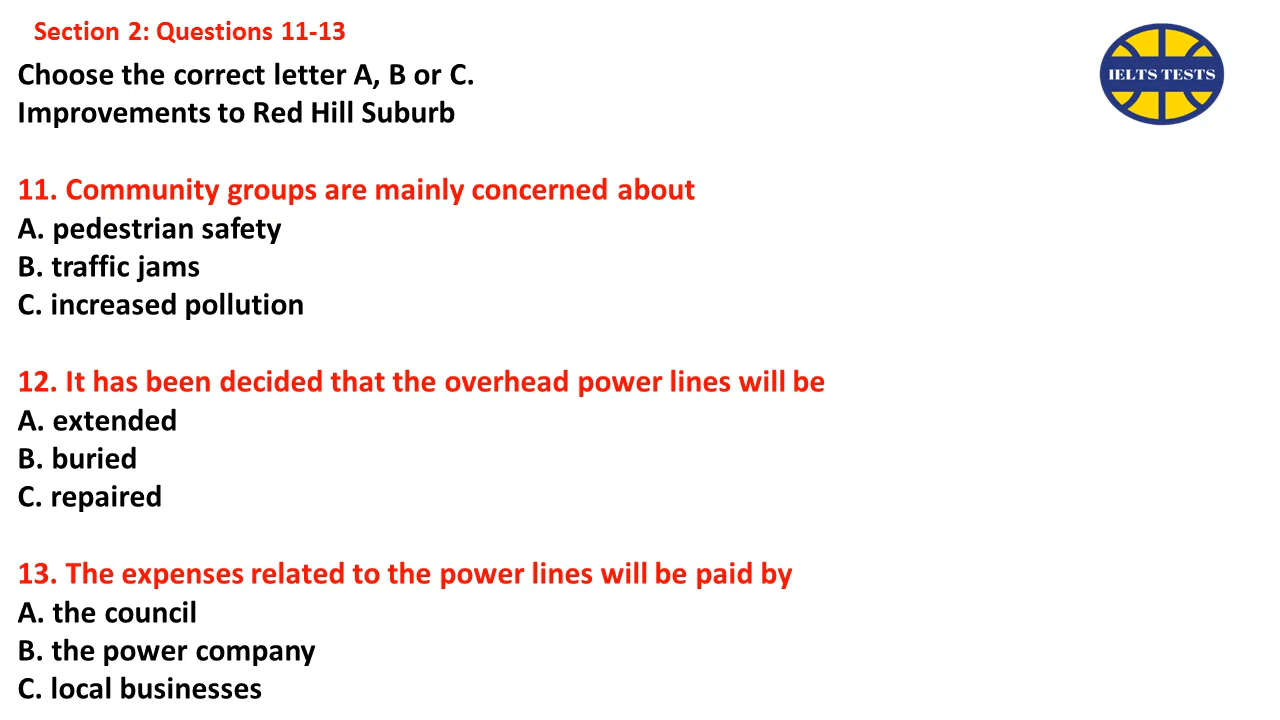 Section 2: Questions 11-13
Choose the correct letter A, B or C.
IELTS TESTS
Improvements to Red Hill Suburb
11. Community groups are mainly concerned about
A. pedestrian safety
B. traffic jams
C. increased pollution
12. It has been decided that the overhead power lines will be
A. extended
B. buried
C. repaired
13. The expenses related to the power lines will be paid by
A. the council
B. the power company
C. local businesses